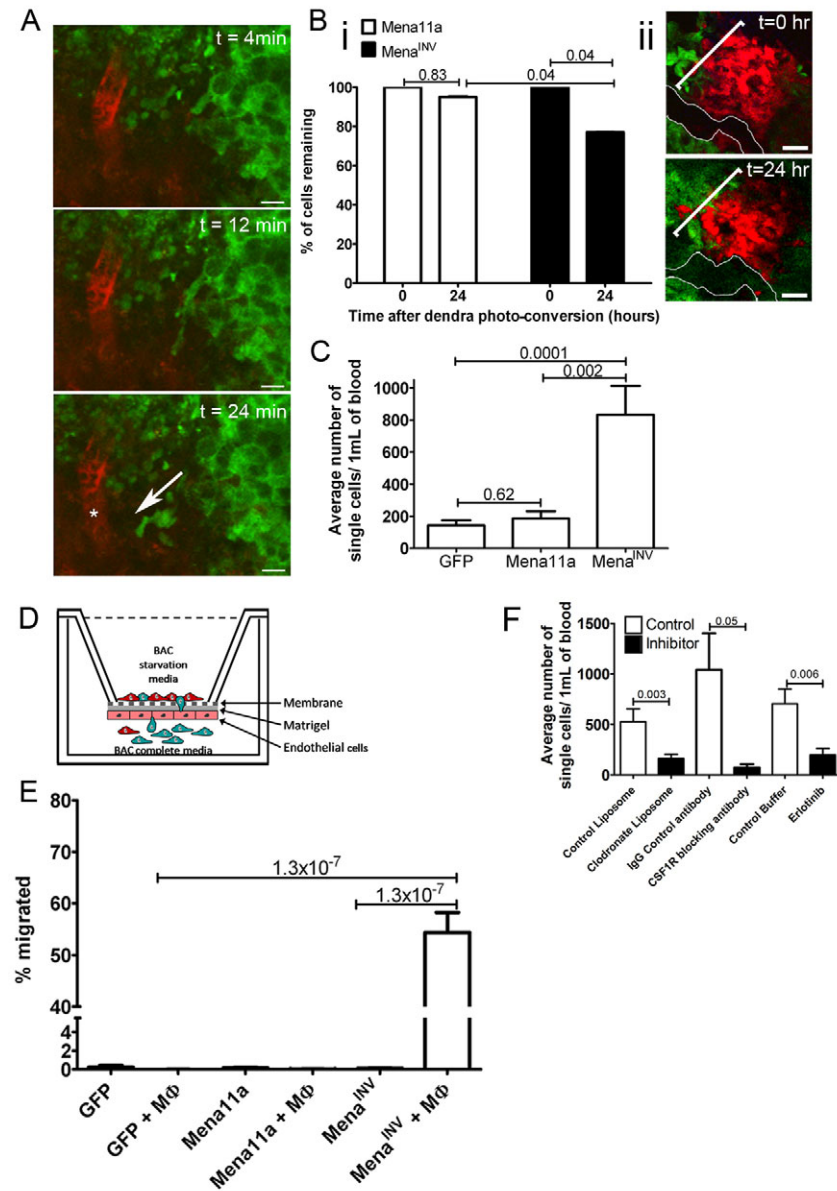 A
t = 4min
t = 12 min
t = 24 min
*
B
i
Mena11a
Mena^INV
0.83
0.04
0.04
% of cells remaining
100
80
60
40
20
0
0
24
0
24
Time after dendra photo-conversion (hours)
ii
t=0 hr
t=24 hr
C
0.0001
0.002
0.62
Average number of
single cells/ 1mL of blood
1000
800
600
400
200
0
GFP
Mena11a
Mena^INV
D
BAC
starvation
media
Membrane
Matrigel
Endothelial cells
BAC complete media
F
Control
Inhibitor
Average number of
single cells/ 1mL of blood
1500
1000
500
0
0.003
0.05
0.006
Control Liposome
Clodronate Liposome
IgG Control antibody
CSF1R blocking antibody
Control Buffer
Erlotinib
E
% migrated
80
70
60
50
40
4
2
0
1.3x10^-7
1.3x10^-7
GFP
GFP + MΦ
Mena11a
Mena11a + MΦ
Mena^INV
Mena^INV + MΦ